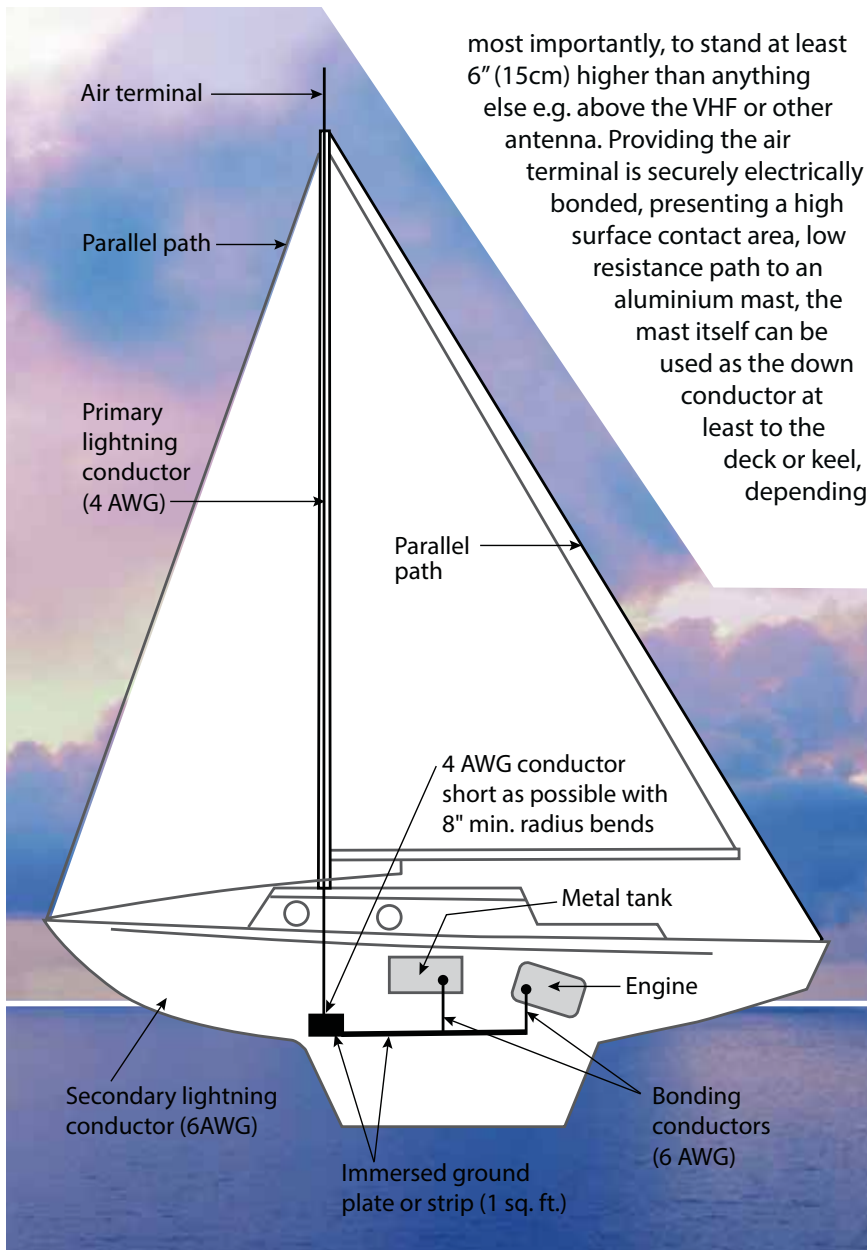 most importantly, to stand at least
6” (15cm) higher than anything
else e.g. above the VHF or other
antenna. Providing the air
terminal is securely electrically
bonded, presenting a high
surface contact area, low
resistance path to an
aluminium mast, the
mast itself can be
used as the down
conductor at
least to the
deck or keel,
depending
Air terminal
Parallel path
Primary
lightning
conductor
(4 AWG)
Parallel
path
4 AWG conductor
short as possible with
8" min. radius bends
Metal tank
Engine
Secondary lightning
conductor (6AWG)
Bonding
conductors
(6 AWG)
Immersed ground
plate or strip (1 sq. ft.)